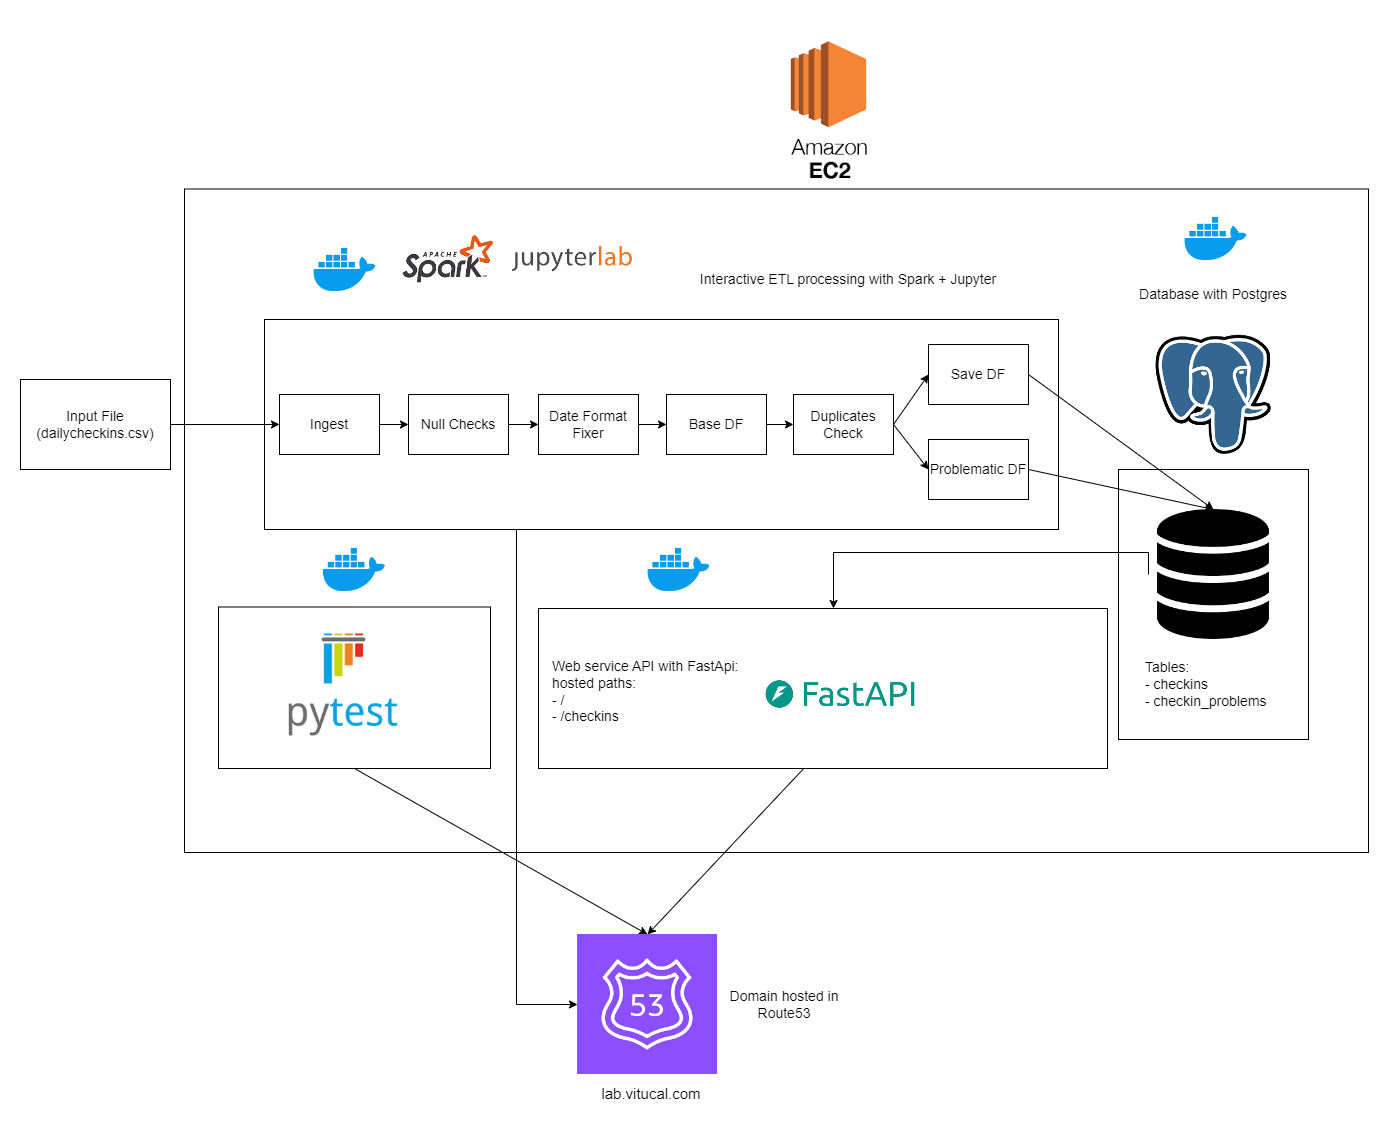 Amazon
EC2
APACHE
Spark
jupyterlab
Interactive ETL processing with Spark + Jupyter
Database with Postgres
Input File
(dailycheckins.csv)
Ingest
Null Checks
Date Format
Fixer
Base DF
Duplicates
Check
Save DF
Problematic DF
pytest
Web service API with FastApi:
hosted paths:
- /
- /checkins
FastAPI
Tables:
- checkins
- checkin_problems
53
Domain hosted in
Route53
lab.vitucal.com